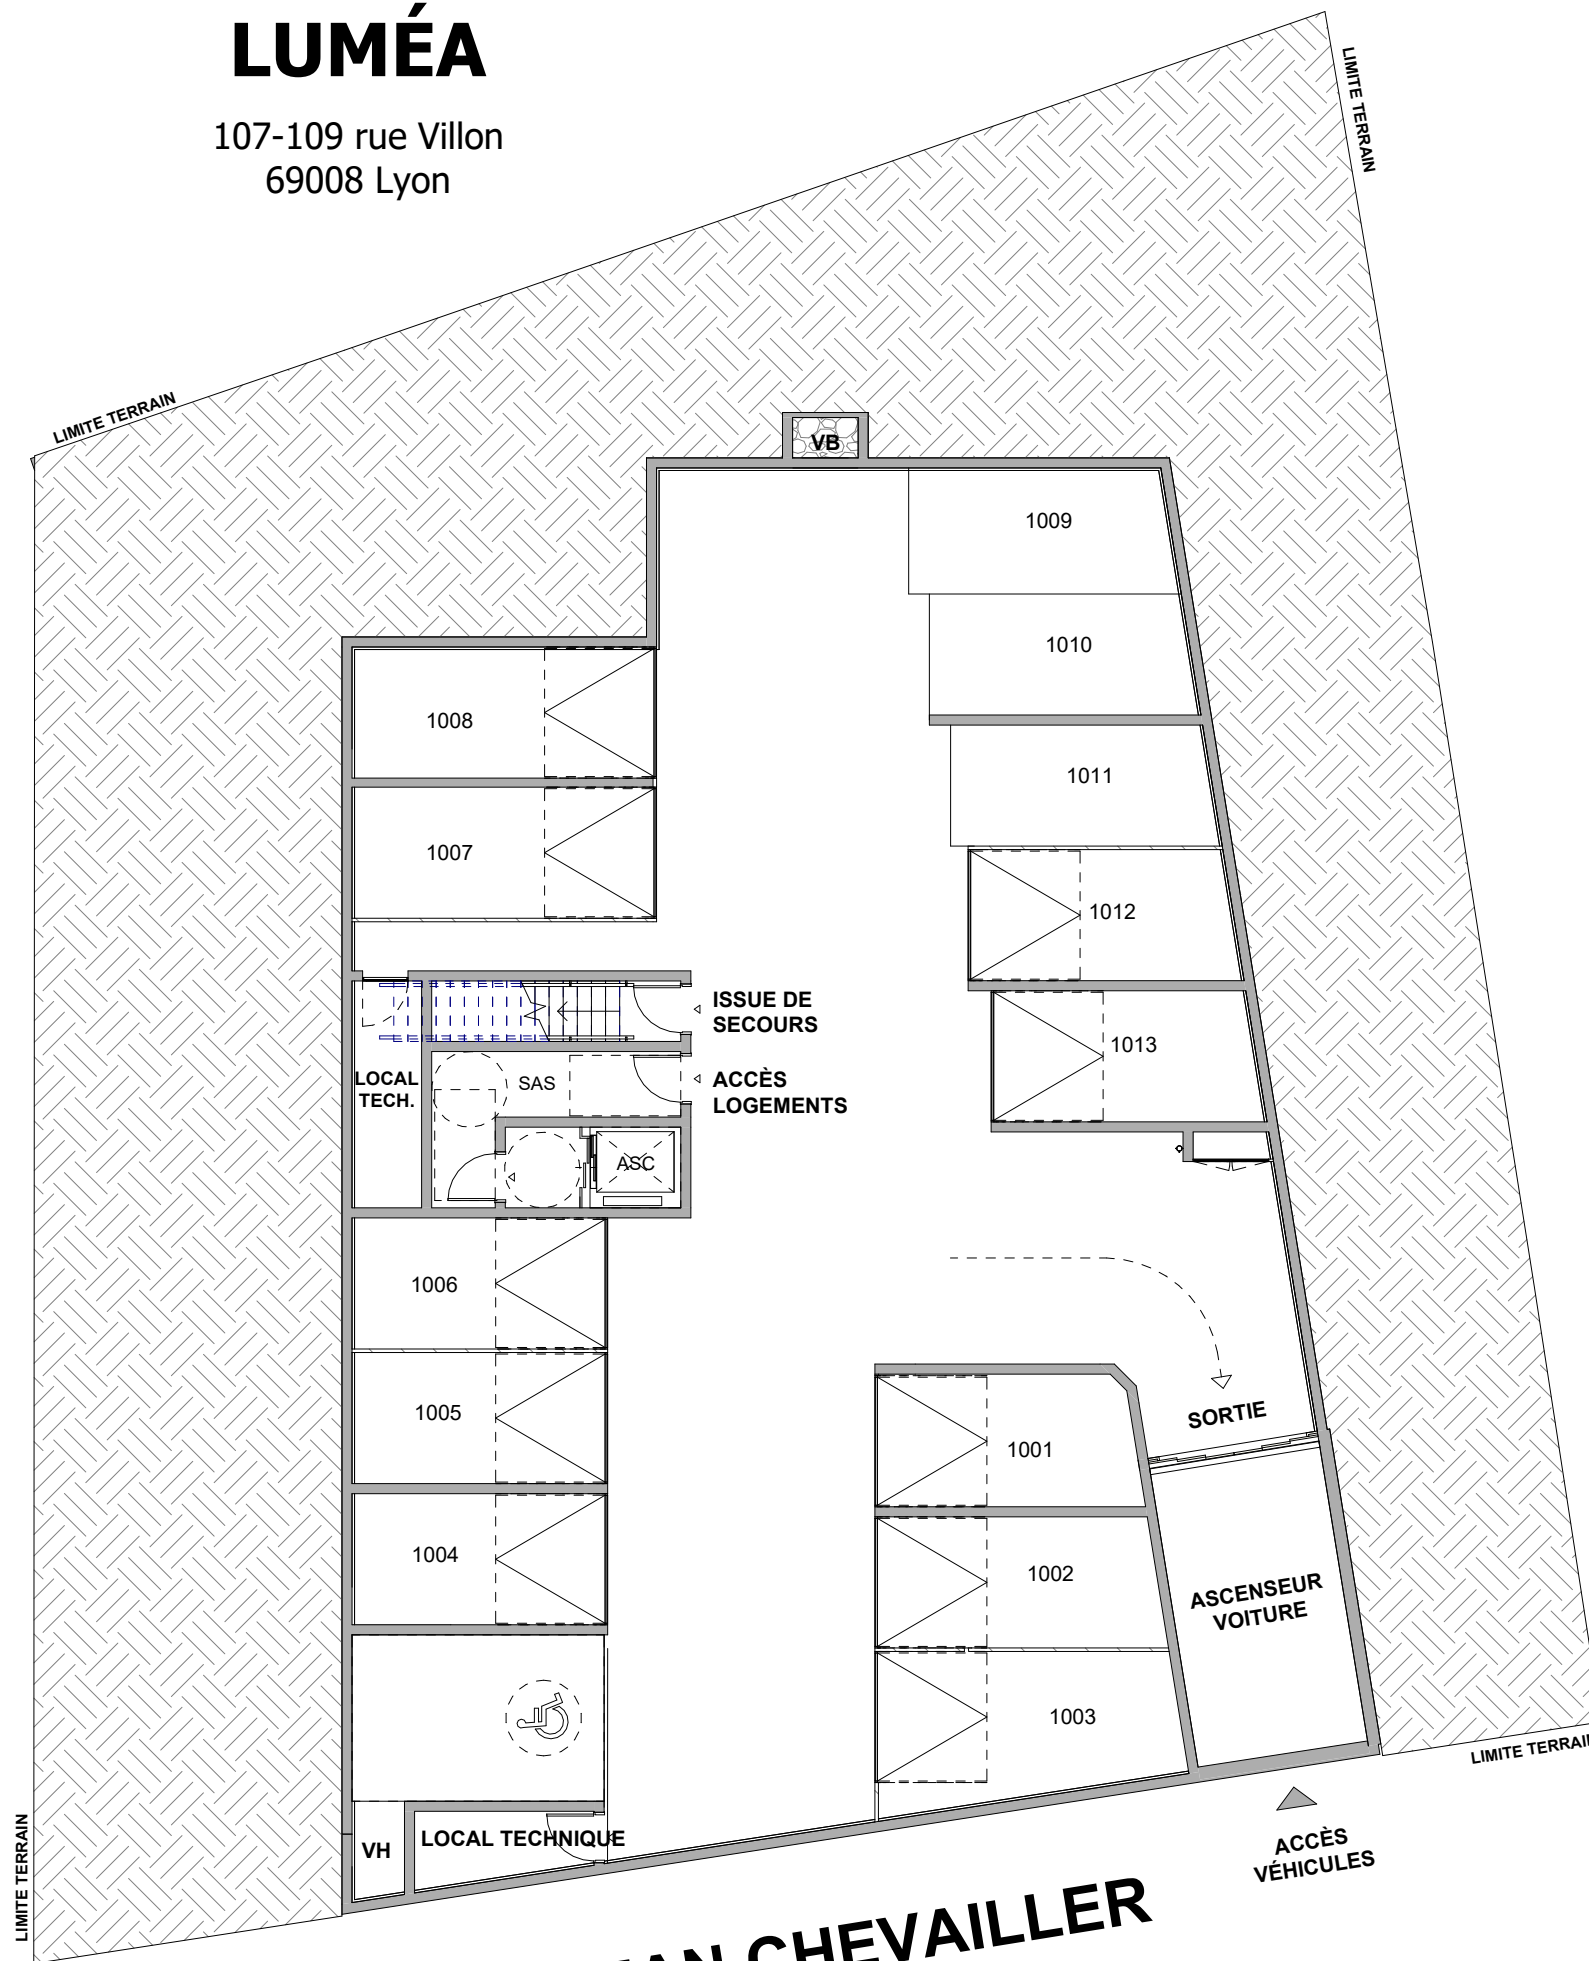 LUMÉA
107-109 rue Villon
69008 Lyon
LIMITE TERRAIN
LIMITE TERRAIN
VB
1009
1010
1008
1011
1007
1012
ISSUE DE
SECOURS
1013
LOCAL
TECH.
SAS
ACCÈS
LOGEMENTS
ASC
1006
1005
SORTIE
1001
1004
1002
ASCENSEUR
VOITURE
1003
LIMITE TERRAIN
LIMITE TERRAIN
VH
LOCAL TECHNIQUE
ACCÈS
VÉHICULES
CHEVAILLER